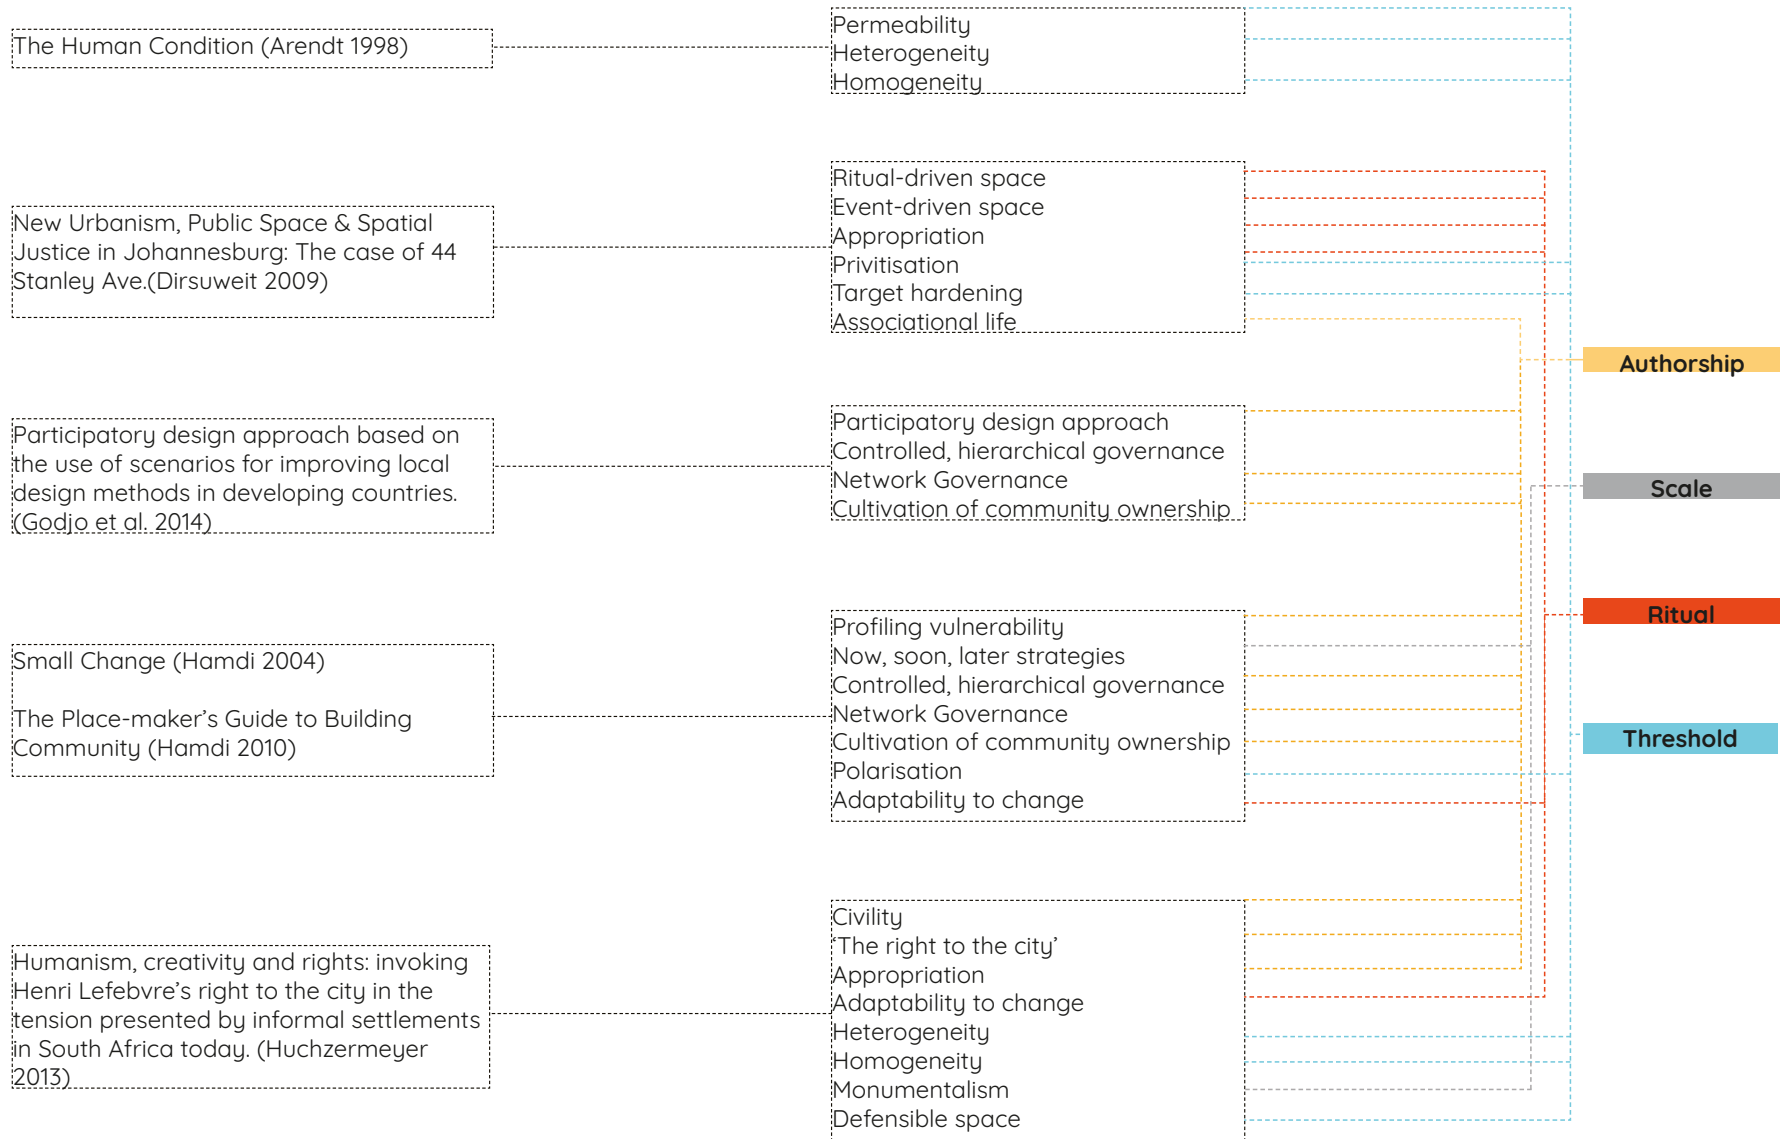 The Human Condition (Arendt 1998)
Permeability
Heterogeneity
Homogeneity
New Urbanism, Public Space & Spatial
Justice in Johannesburg: The case of 44
Stanley Ave.(Dirsuweit 2009)
Ritual-driven space
Event-driven space
Appropriation
Privitisation
Target hardening
Associational life
Participatory design approach based on
the use of scenarios for improving local
design methods in developing countries.
(Godjo et al. 2014)
Participatory design approach
Controlled, hierarchical governance
Network Governance
Cultivation of community ownership
Small Change (Hamdi 2004)
The Place-maker’s Guide to Building
Community (Hamdi 2010)
Profiling vulnerability
Now, soon, later strategies
Controlled, hierarchical governance
Network Governance
Cultivation of community ownership
Polarisation
Adaptability to change
Humanism, creativity and rights: invoking
Henri Lefebvre’s right to the city in the
tension presented by informal settlements
in South Africa today. (Huchzermeyer
2013)
Civility
‘The right to the city’
Appropriation
Adaptability to change
Heterogeneity
Homogeneity
Monumentalism
Defensible space
Authorship
Scale
Ritual
Threshold